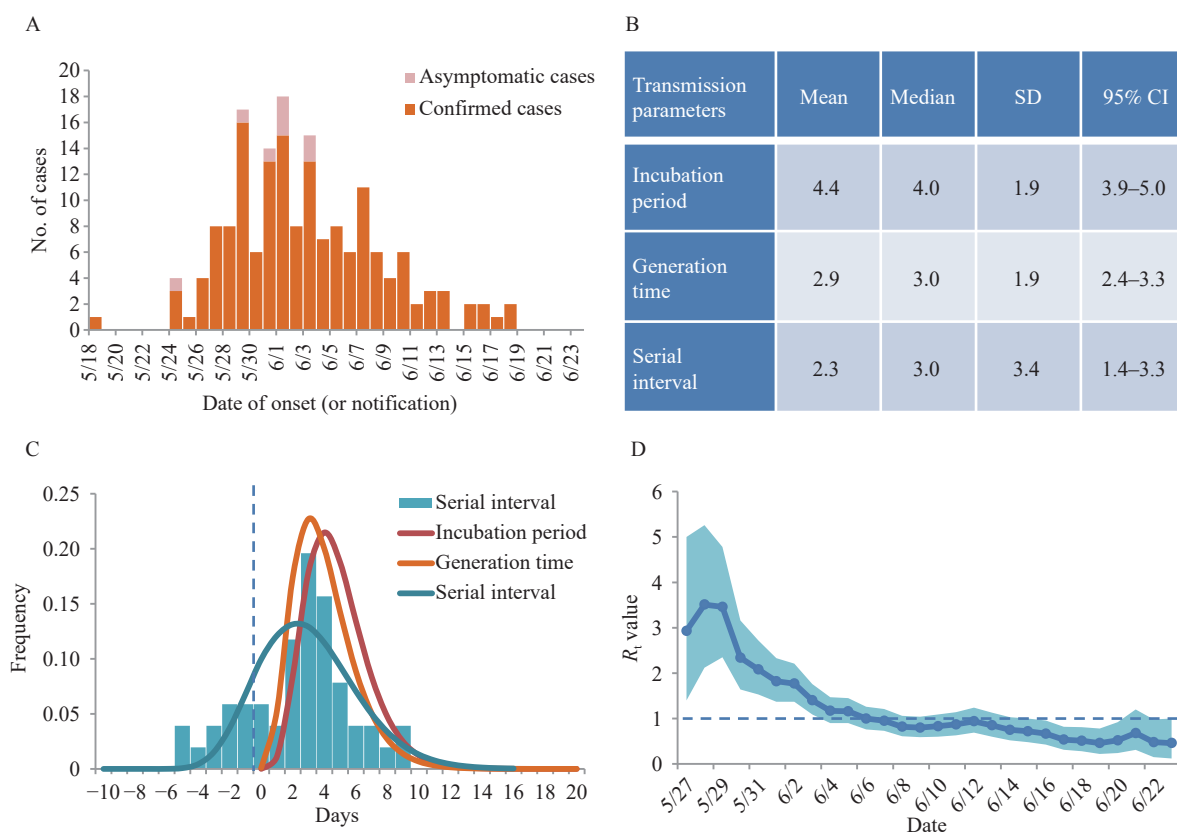 A
No. of cases
20
18
16
14
12
10
8
6
4
2
0
Asymptomatic cases
Confirmed cases
5/18
5/20
5/22
5/24
5/26
5/28
5/30
6/1
6/3
6/5
6/7
6/9
6/11
6/13
6/15
6/17
6/19
6/21
6/23
Date of onset (or notification)
B
Transmission
parameters
Mean
Median
SD
95% CI
Incubation
period
4.4
4.0
1.9
3.9–5.0
Generation
time
2.9
3.0
1.9
2.4–3.3
Serial
interval
2.3
3.0
3.4
1.4–3.3
C
Frequency
0.25
0.20
0.15
0.10
0.05
0
Serial interval
Incubation period
Generation time
Serial interval
−10 −8 −6 −4 −2 0 2 4 6 8 10 12 14 16 18 20
Days
D
Rt value
6
5
4
3
2
1
0
5/27
5/29
5/31
6/2
6/4
6/6
6/8
6/10
6/12
6/14
6/16
6/18
6/20
6/22
Date